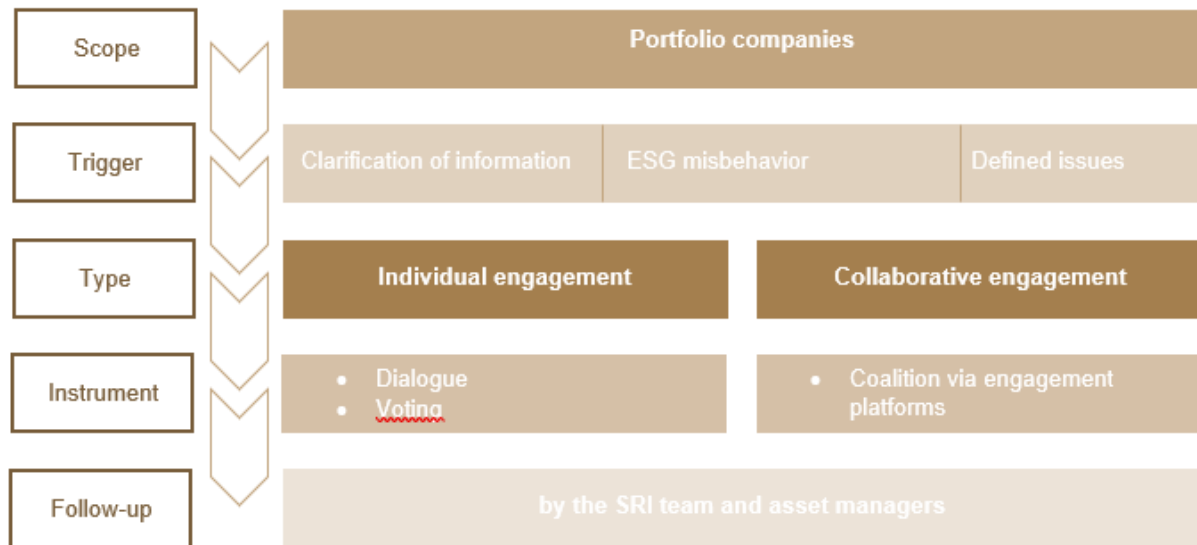 Scope
Portfolio companies
Trigger
Clarification of information
ESG misbehavior
Defined issues
Type
Individual engagement
Collaborative engagement
Instrument
• Dialogue
• Voting
• Coalition via engagement
platforms
Follow-up
by the SRI team and asset managers